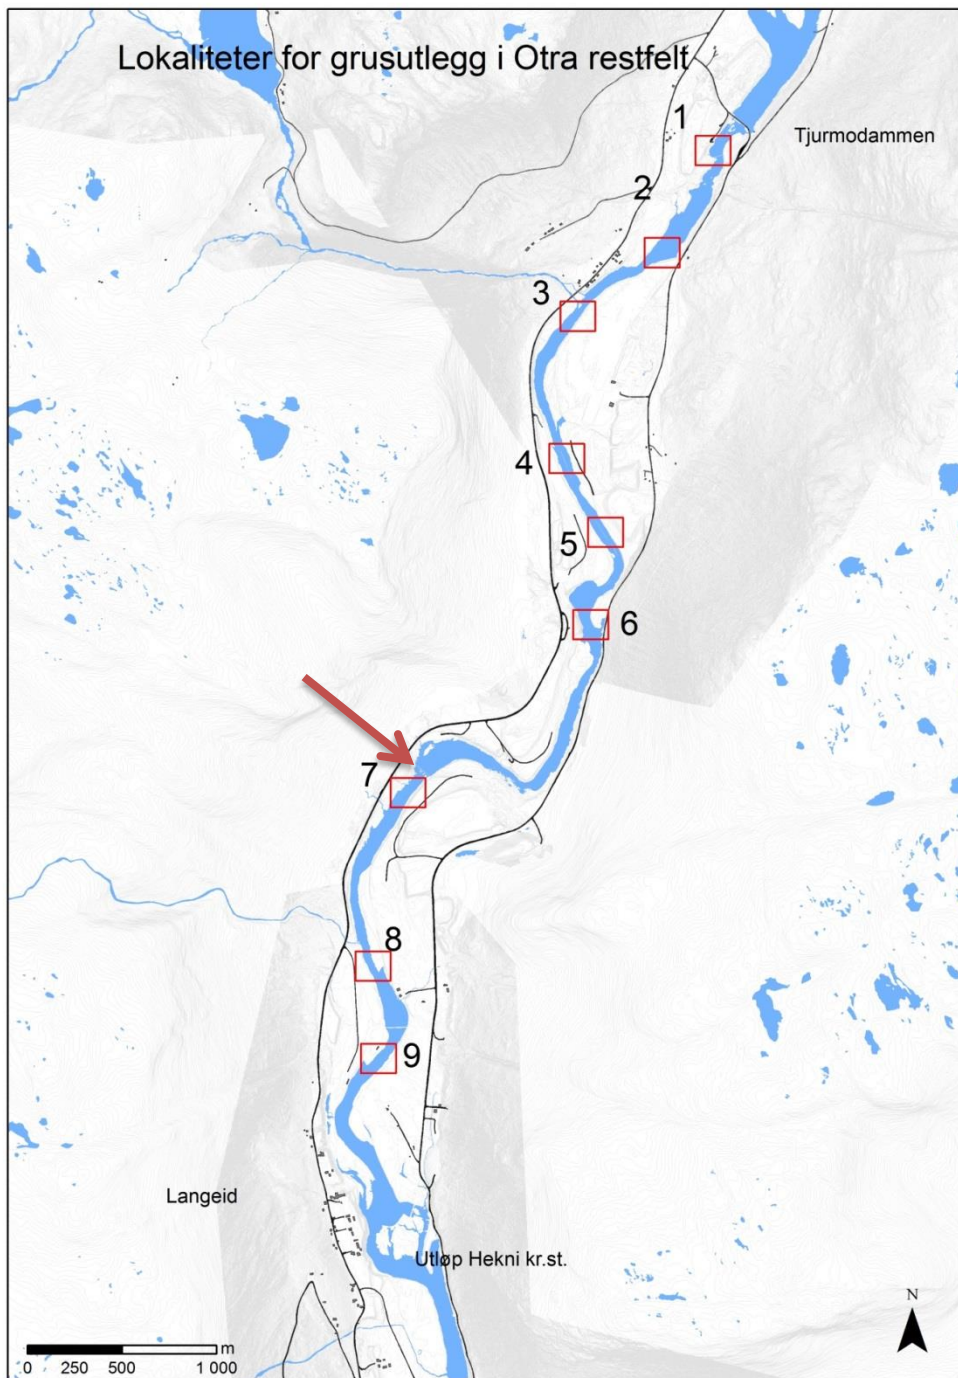 Lokaliteter for grusutlegg i Otra restfelt
1
Tjurmodammen
2
3
4
5
6
7
8
9
Langeid
Utløp Hekni kr.st.
N
m
0 250 500 1 000